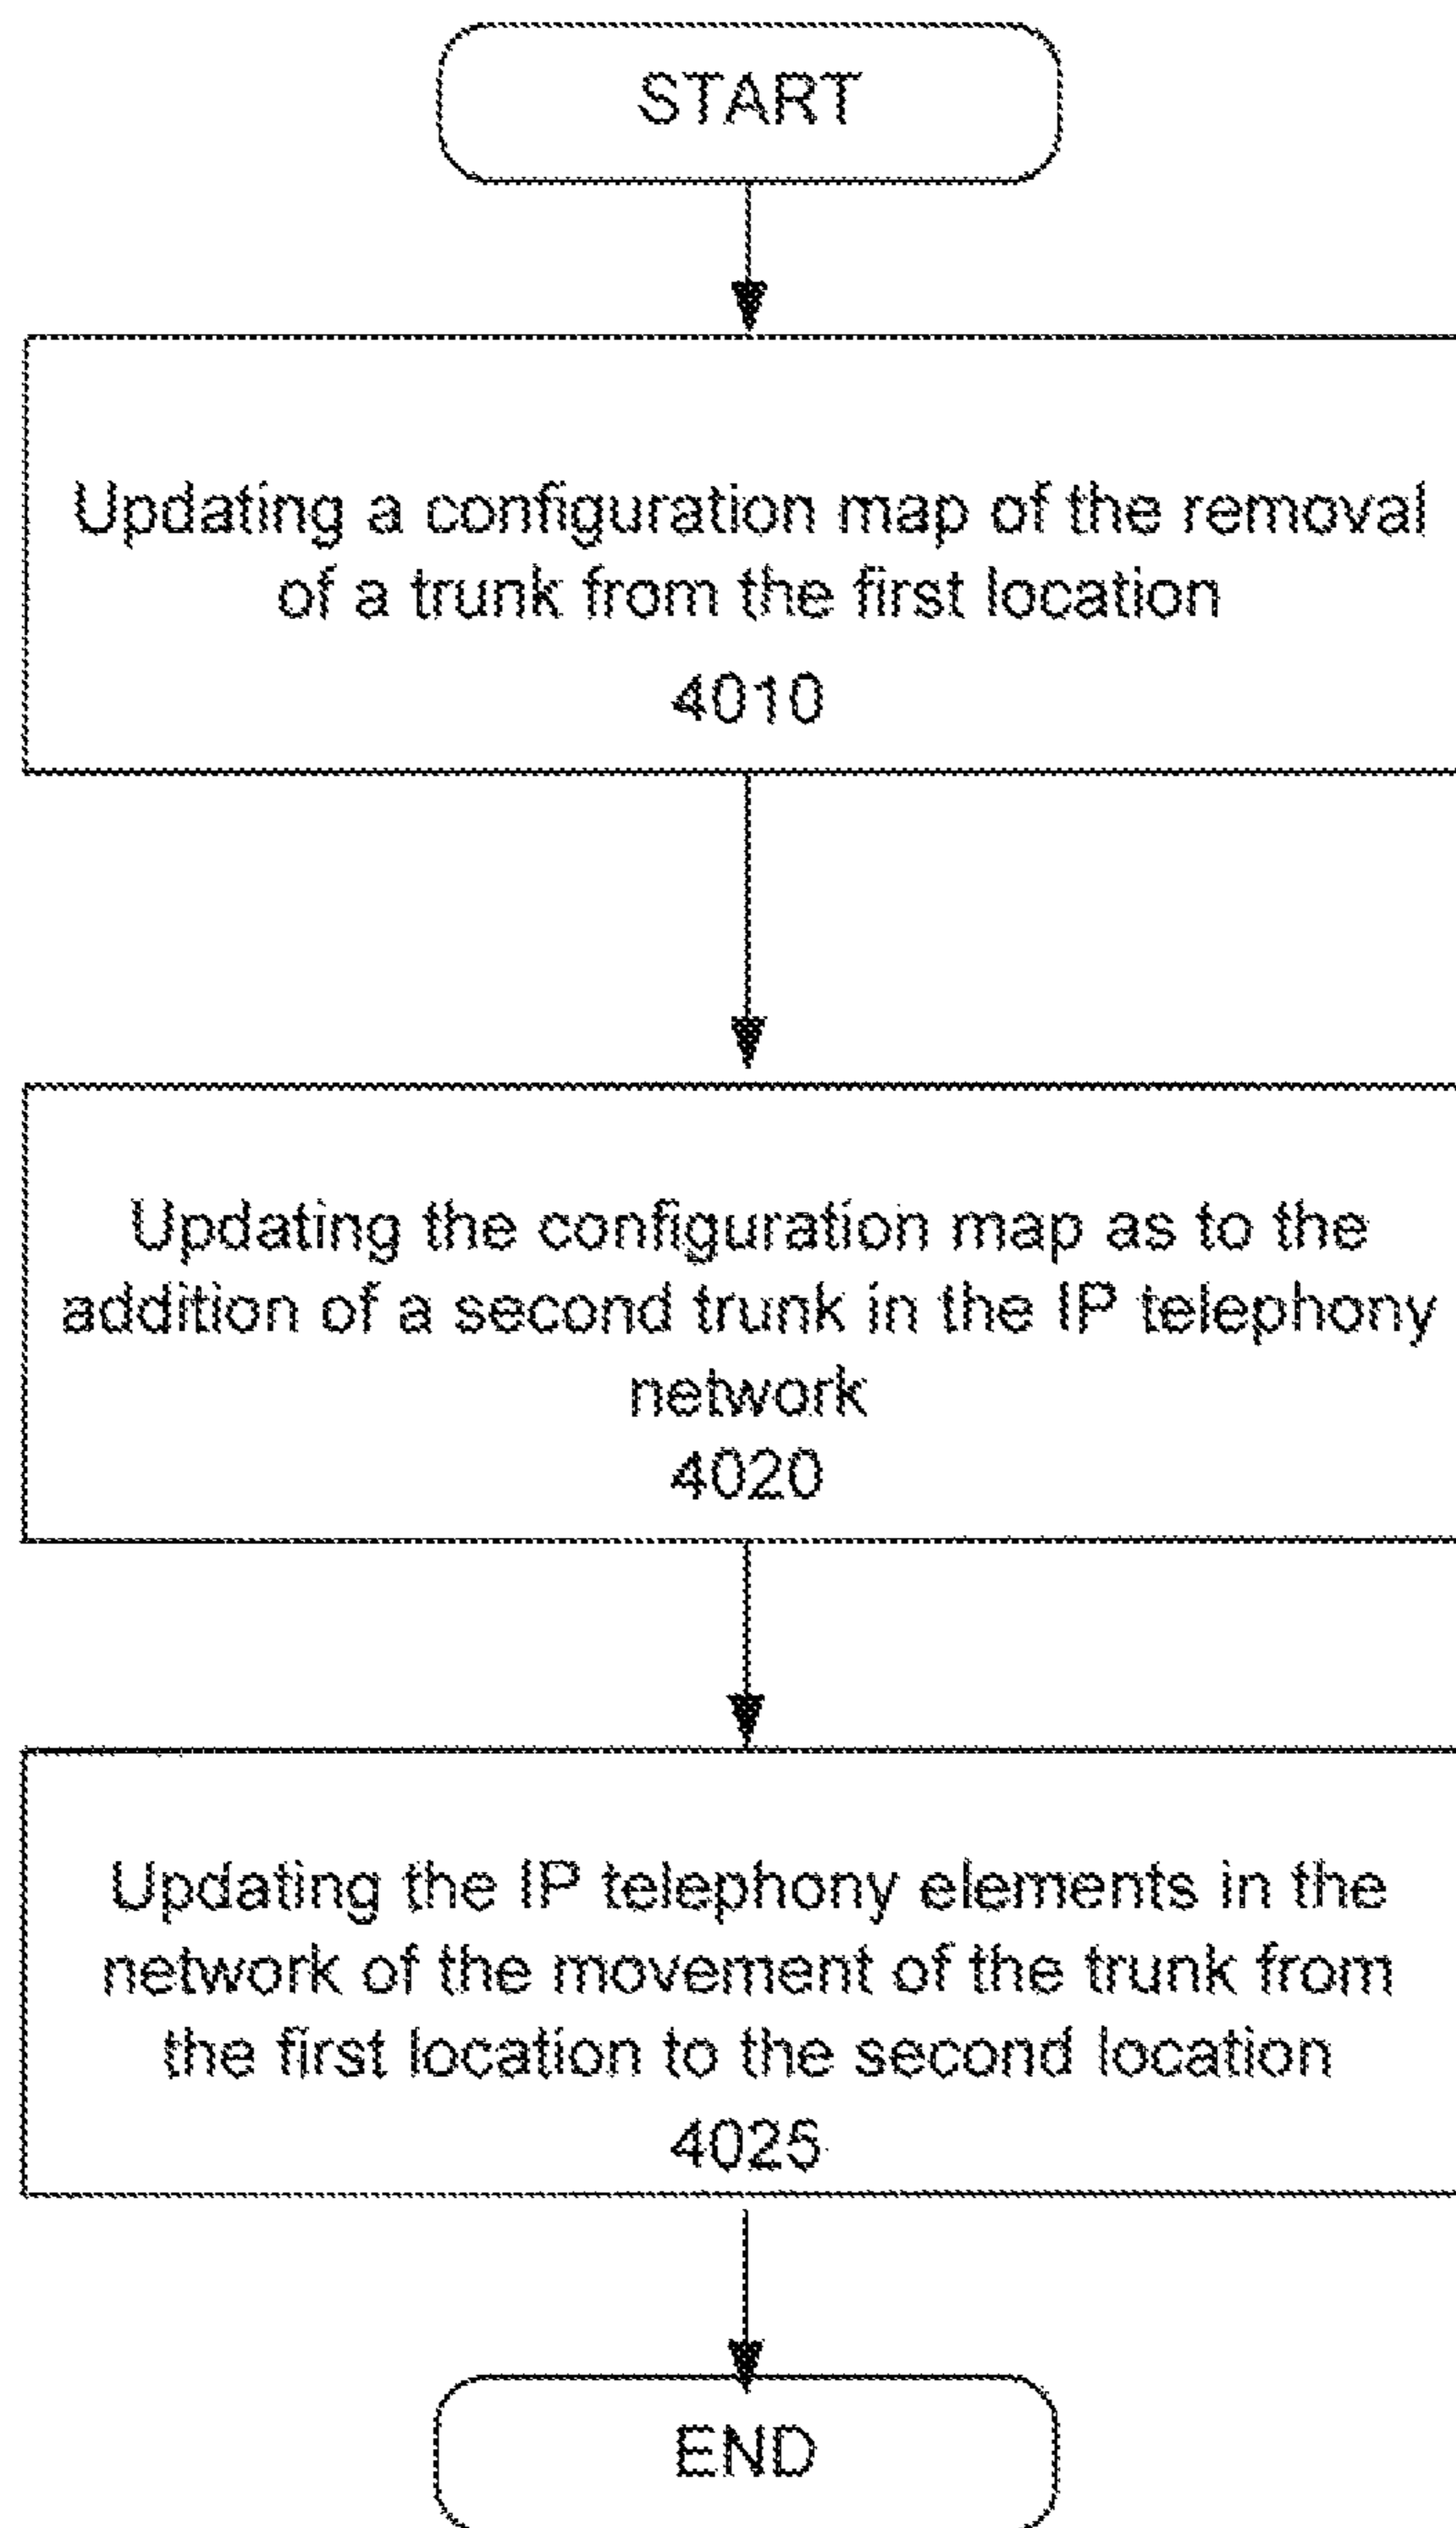 START
Updating a configuration map of the removal
of a trunk from the first location
4010
Updating the configuration map as to the
addition of a second trunk in the IP telephony
network
4020
Updating the IP telephony elements in the
network of the movement of the trunk from
the first location to the second location
4025
END